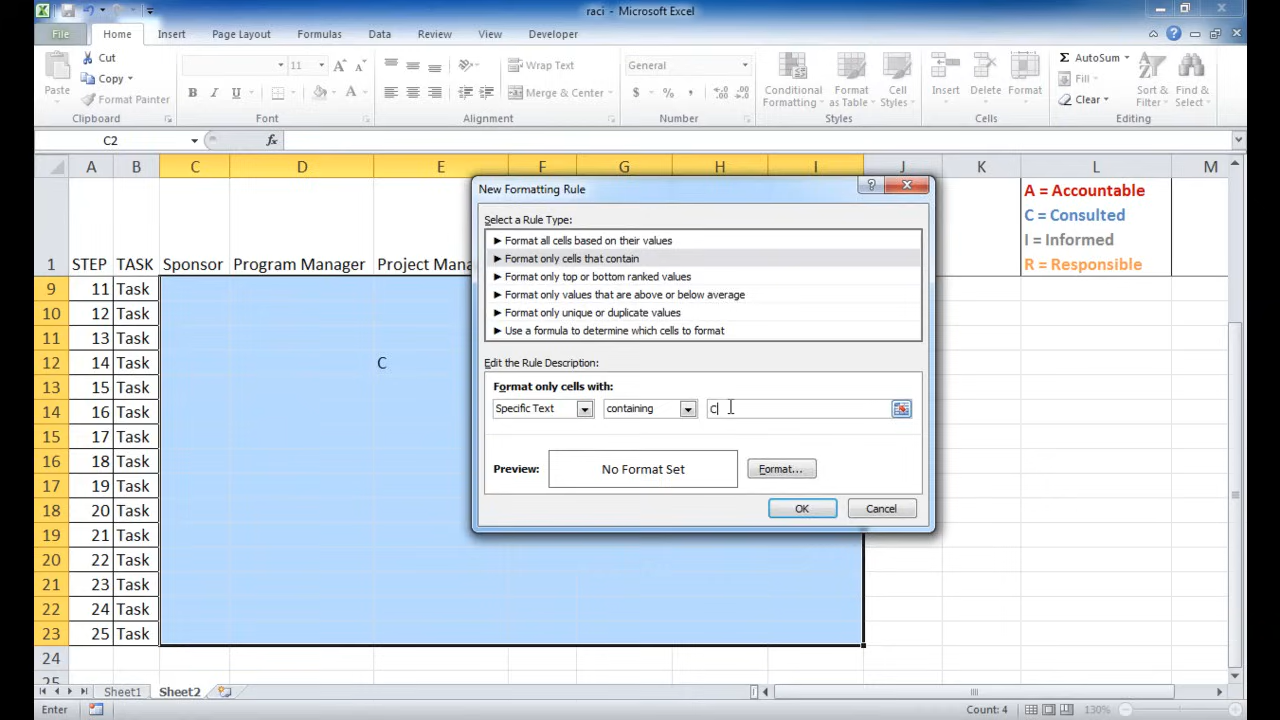 raci - Microsoft Excel
File Home Insert Page Layout Formulas Data Review View Developer
Paste
Cut
Copy
Format Painter
Clipboard
11
A A
B I U
A
Font
Wrap Text
Merge & Center
Alignment
General
$ % ,
Number
Conditional Formatting
Format as Table
Cell Styles
Styles
Insert
Delete
Format
Cells
AutoSum
Fill
Clear
Sort & Filter
Find & Select
Editing
C2
fx
A B C D E F G H I J K L M
1 STEP TASK Sponsor Program Manager Project Mana
A = Accountable
C = Consulted
I = Informed
R = Responsible
9 11 Task
10 12 Task
11 13 Task
12 14 Task C
13 15 Task
14 16 Task
15 17 Task
16 18 Task
17 19 Task
18 20 Task
19 21 Task
20 22 Task
21 23 Task
22 24 Task
23 25 Task
24
25
New Formatting Rule
Select a Rule Type:
► Format all cells based on their values
► Format only cells that contain
► Format only top or bottom ranked values
► Format only values that are above or below average
► Format only unique or duplicate values
► Use a formula to determine which cells to format
Edit the Rule Description:
Format only cells with:
Specific Text containing C
Preview: No Format Set Format...
OK Cancel
Sheet1 Sheet2
Enter Count: 4 130%